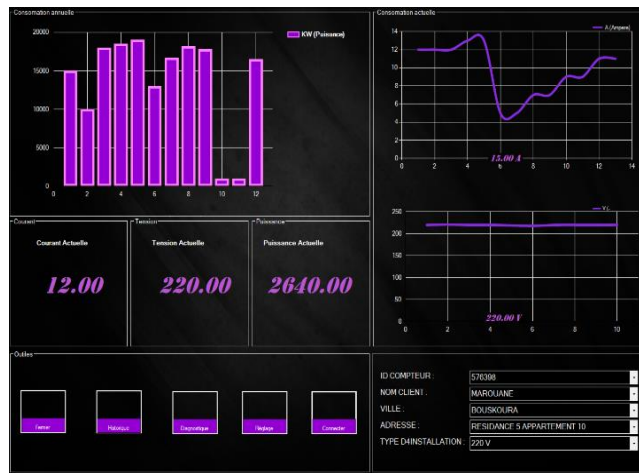 Consomation annuelle
KW (Puisance)
20000
15000
10000
5000
0
0 2 4 6 8 10 12
Consomation actuelle
A (Ampere)
14
12
10
8
6
4
2
0
0 2 4 6 8 10 12 14
15.00 A
V L
250
200
150
100
50
0
0 2 4 6 8 10
220.00 V
Courant
Courant Actuelle
12.00
Tension
Tension Actuelle
220.00
Puissance
Puissance Actuelle
2640.00
Outiles
Fermer
Historique
Diagnostique
Réglage
Connecter
ID COMPTEUR : 576398
NOM CLIENT : MAROUANE
VILLE : BOUSKOURA
ADRESSE : RESIDANCE 5 APPARTEMENT 10
TYPE D4INSTALLATION : 220 V